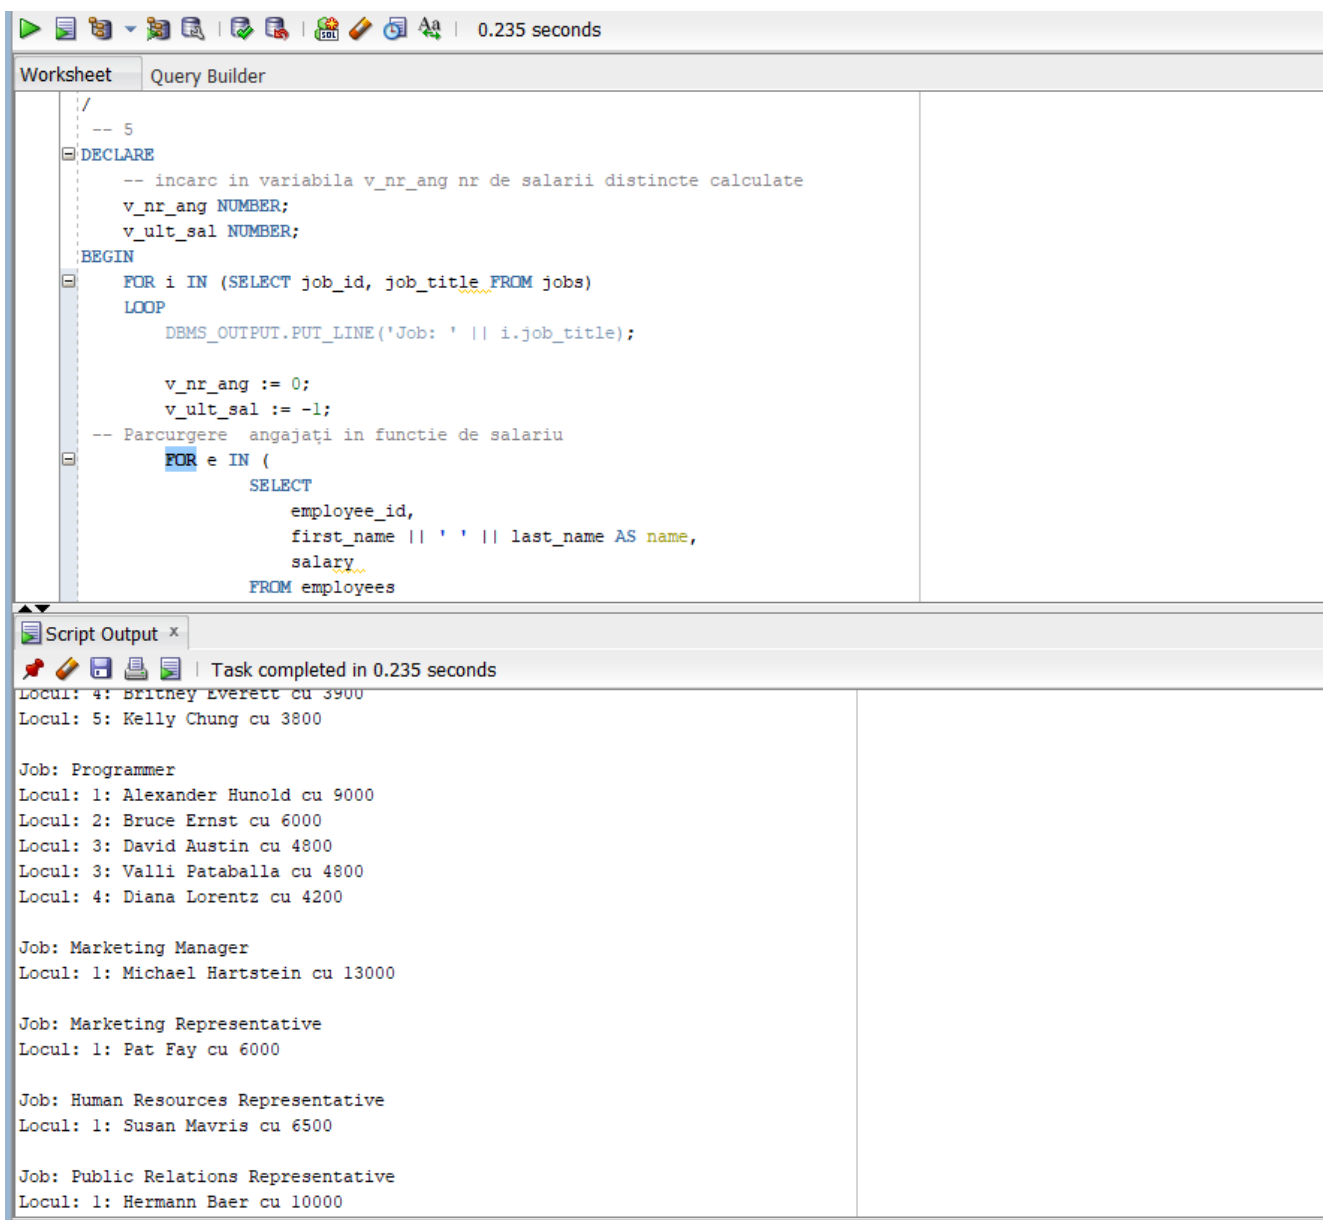 0.235 seconds
Worksheet Query Builder
/
-- 5
DECLARE
-- incarc in variabila v_nr_ang nr de salarii distincte calculate
v_nr_ang NUMBER;
v_ult_sal NUMBER;
BEGIN
FOR i IN (SELECT job_id, job_title FROM jobs)
LOOP
DBMS_OUTPUT.PUT_LINE('Job: ' || i.job_title);
v_nr_ang := 0;
v_ult_sal := -1;
-- Parcurgere  angajați in functie de salariu
FOR e IN (
SELECT
employee_id,
first_name || ' ' || last_name AS name,
salary
FROM employees
Script Output x
Task completed in 0.235 seconds
Locul: 4: Britney Everett cu 3900
Locul: 5: Kelly Chung cu 3800
Job: Programmer
Locul: 1: Alexander Hunold cu 9000
Locul: 2: Bruce Ernst cu 6000
Locul: 3: David Austin cu 4800
Locul: 3: Valli Pataballa cu 4800
Locul: 4: Diana Lorentz cu 4200
Job: Marketing Manager
Locul: 1: Michael Hartstein cu 13000
Job: Marketing Representative
Locul: 1: Pat Fay cu 6000
Job: Human Resources Representative
Locul: 1: Susan Mavris cu 6500
Job: Public Relations Representative
Locul: 1: Hermann Baer cu 10000